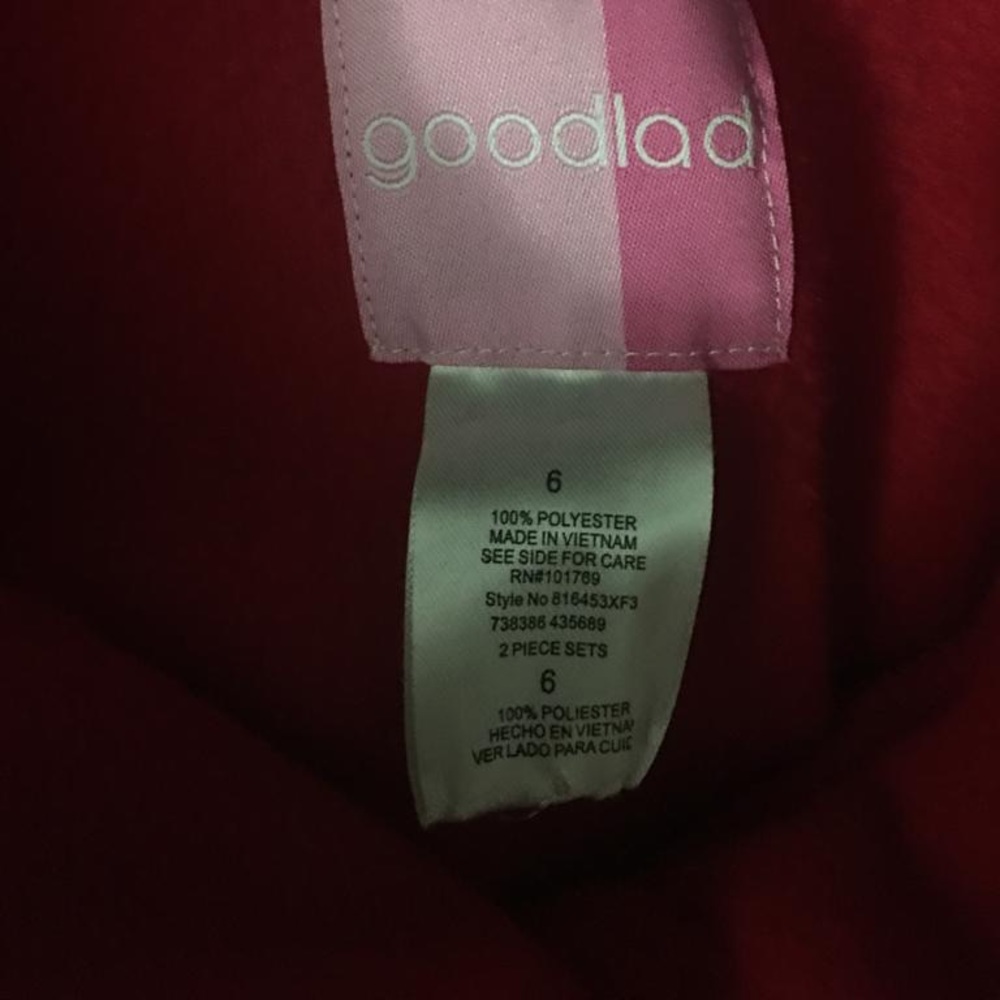 goodlad
6
100% POLYESTER
MADE IN VIETNAM
SEE SIDE FOR CARE
RN#101769
Style No 816453XF3
738386 435689
2 PIECE SETS
6
100% POLIESTER
HECHO EN VIETNA
VER LADO PARA CUID